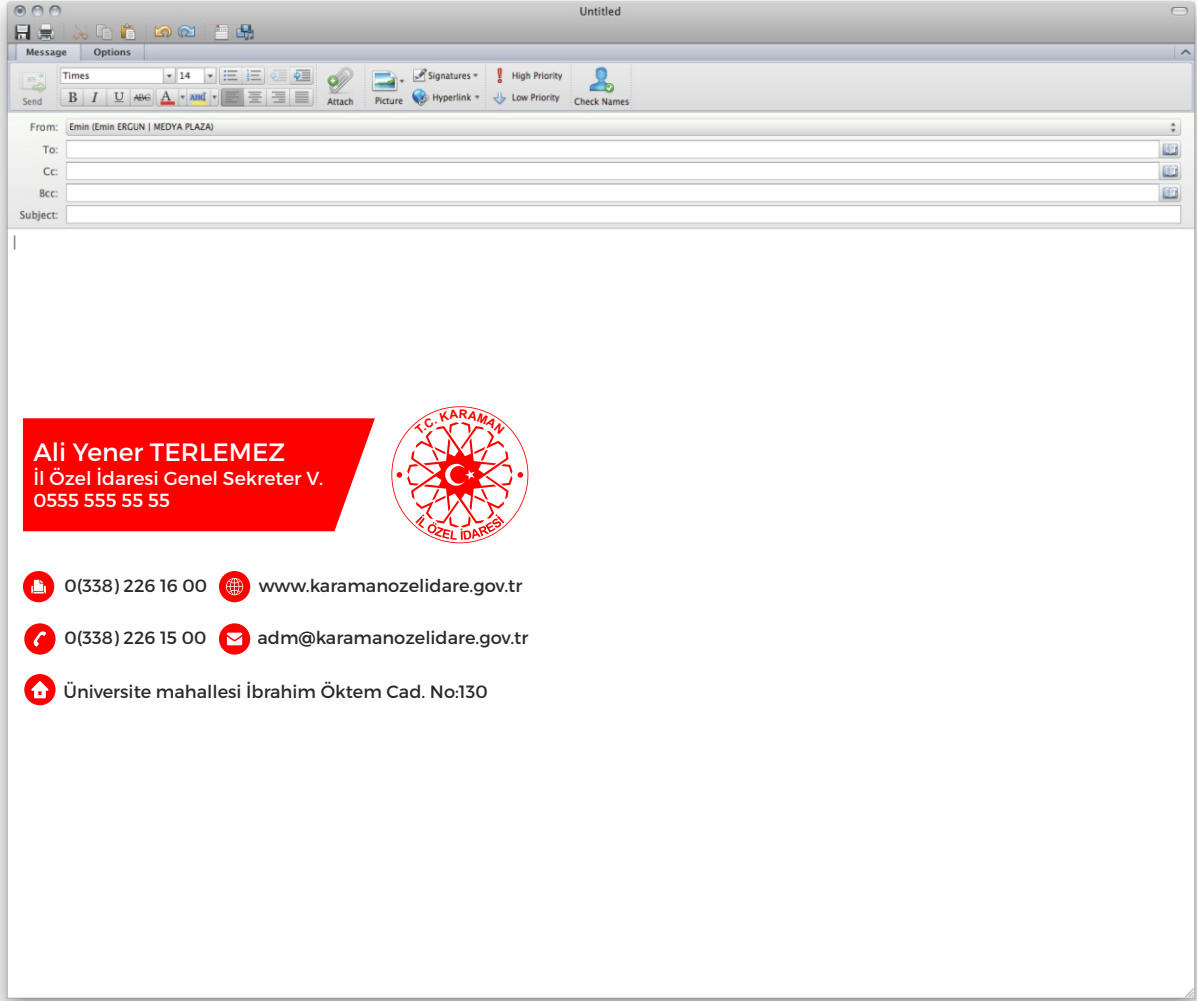 Untitled
Message Options
Times 14 Signatures High Priority
Send B I U ABC A ABC Attach Picture Hyperlink Low Priority Check Names
From: Emin (Emin ERGUN | MEDYA PLAZA)
To:
Cc:
Bcc:
Subject:
T.C. KARAMAN
İL ÖZEL İDARESİ
Ali Yener TERLEMEZ
İl Özel İdaresi Genel Sekreter V.
0555 555 55 55
0(338) 226 16 00 www.karamanozelidare.gov.tr
0(338) 226 15 00 adm@karamanozelidare.gov.tr
Üniversite mahallesi İbrahim Öktem Cad. No:130